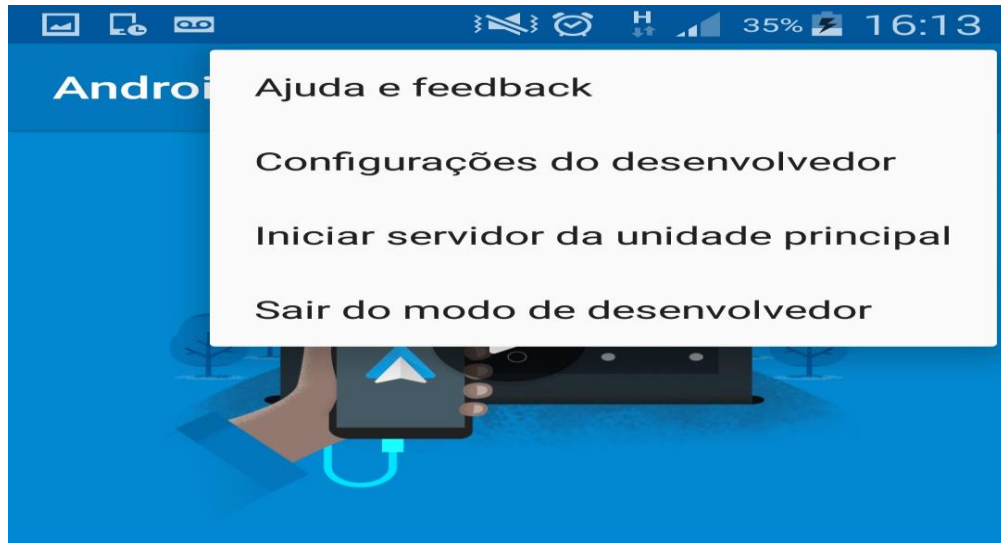 H 35% 16:13
Androi
Ajuda e feedback
Configurações do desenvolvedor
Iniciar servidor da unidade principal
Sair do modo de desenvolvedor